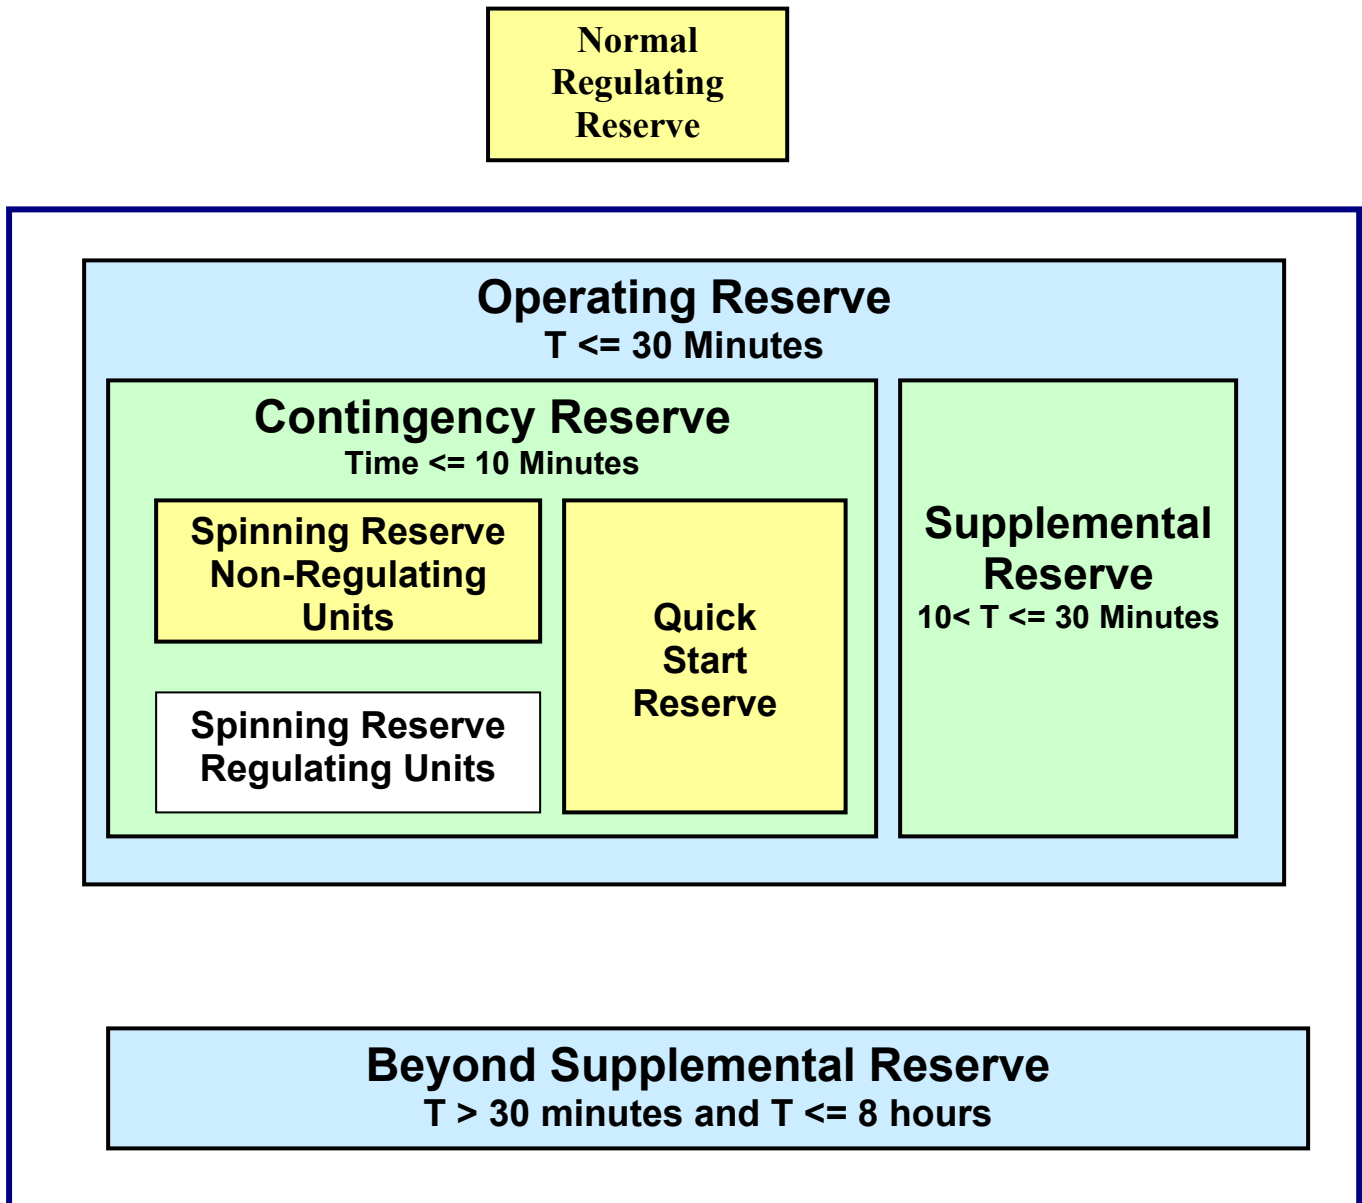 Normal
Regulating
Reserve
Operating Reserve
T <= 30 Minutes
Contingency Reserve
Time <= 10 Minutes
Spinning Reserve
Non-Regulating
Units
Spinning Reserve
Regulating Units
Quick
Start
Reserve
Supplemental
Reserve
10< T <= 30 Minutes
Beyond Supplemental Reserve
T > 30 minutes and T <= 8 hours